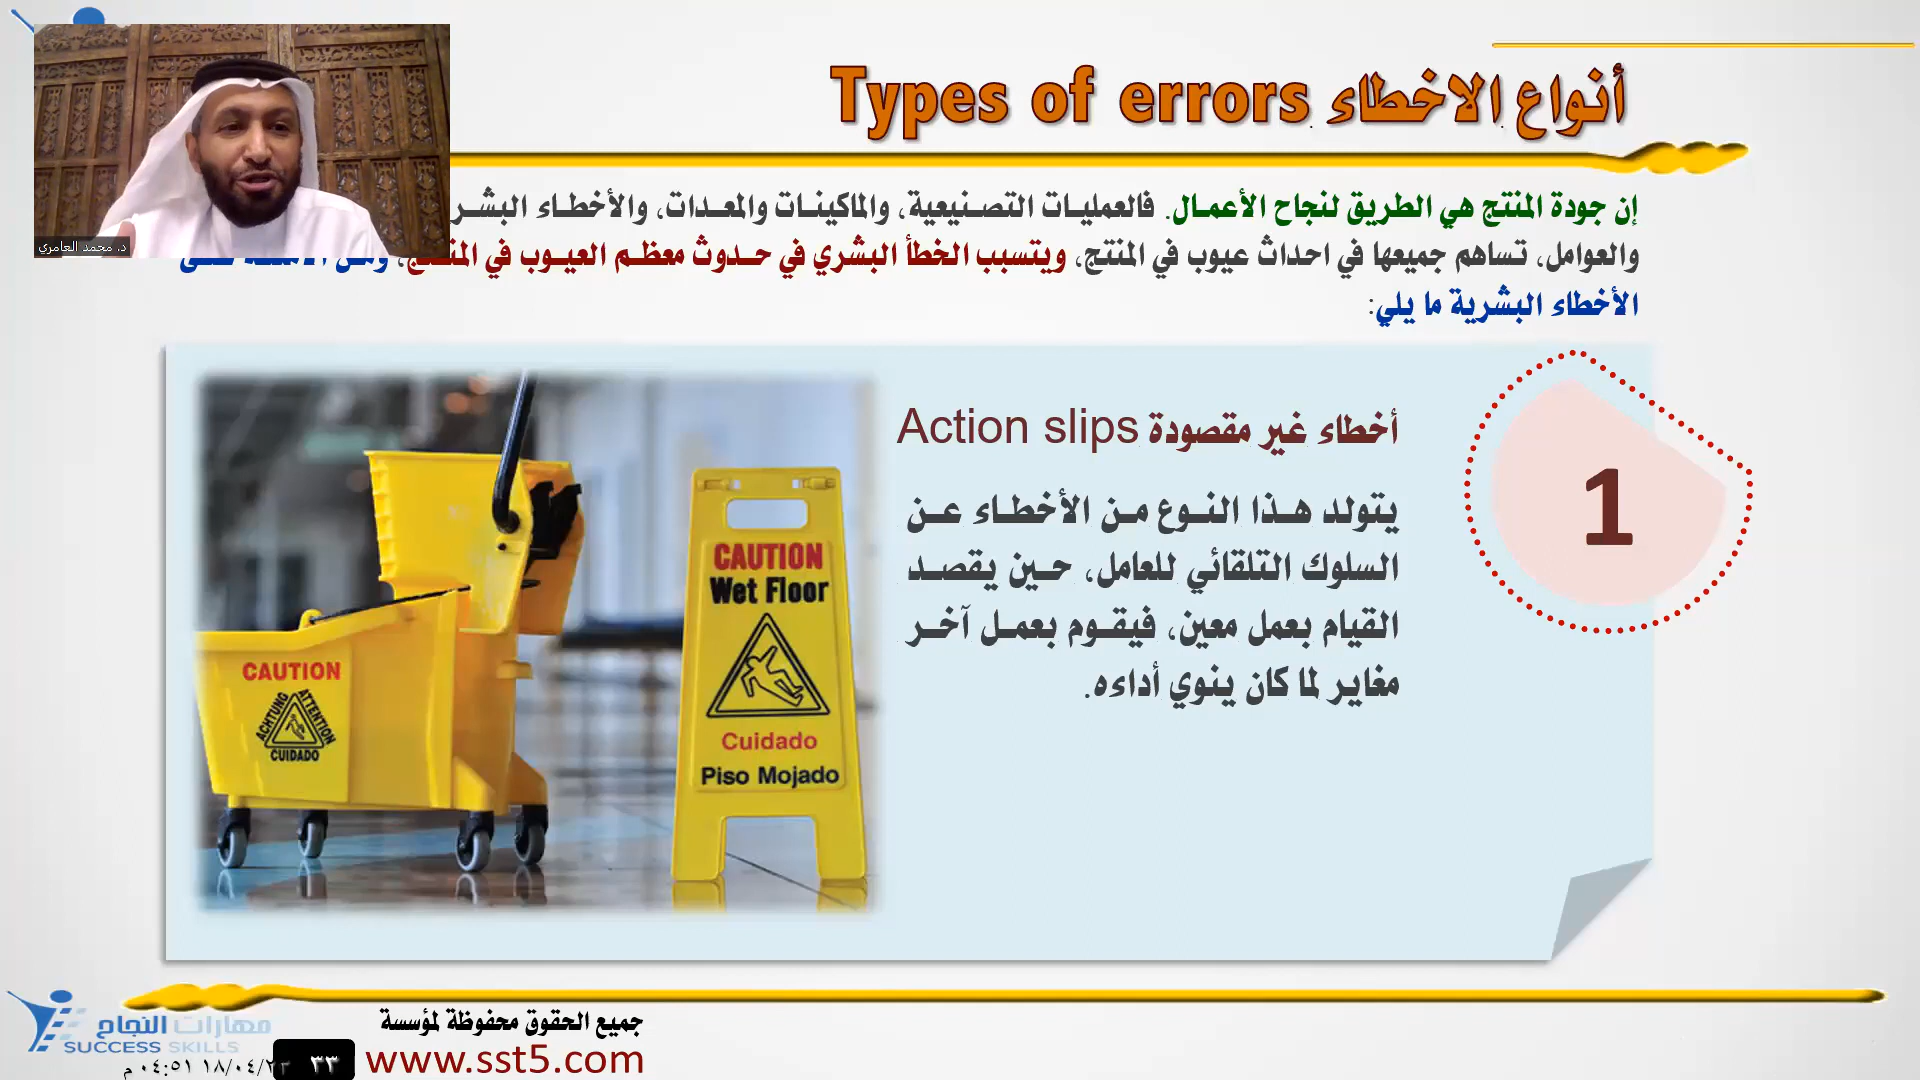 د. محمد العامري
أنواع الاخطاء Types of errors
إن جودة المنتج هي الطريق لنجاح الأعمال. فالعمليات التصنيعية، والماكينات والمعدات، والأخطاء
والعوامل، تساهم جميعها في احداث عيوب في المنتج، ويتسبب الخطأ البشري في حدوث معظم العيوب في
الأخطاء البشرية ما يلي:
1
أخطاء غير مقصودة Action slips
يتولد هذا النوع من الأخطاء عن
السلوك التلقائي للعامل، حين يقصد
القيام بعمل معين، فيقوم بعمل آخر
مغاير لما كان ينوي أداءه.
CAUTION
Wet Floor
Cuidado
Piso Mojado
CAUTION
ACHTUNG
ATTENTION
CUIDADO
مهارات النجاح
SUCCESS SKILLS
جميع الحقوق محفوظة لمؤسسة
www.sst5.com
٣٣
٠٤:٥١ م